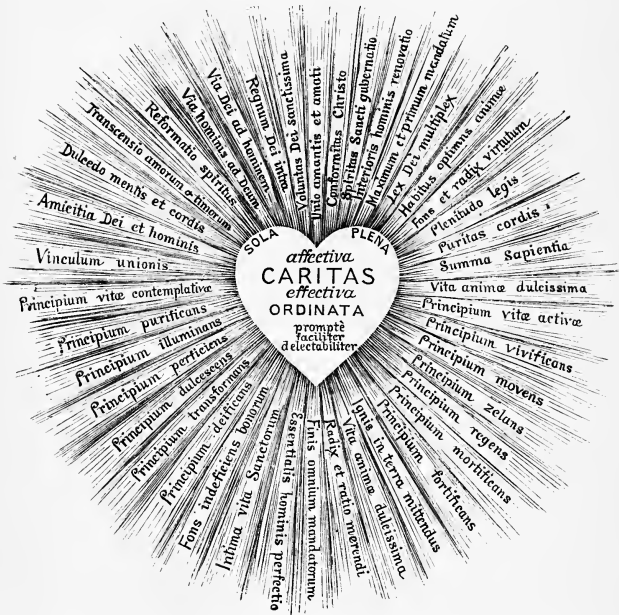 SOLA
PLENA
affectiva
CARITAS
effectiva
ORDINATA
promptè
faciliter
delectabiliter
Unio amantis et amati
Conformitas Christo
Spiritus Sancti gubernatio
Interioris hominis renovatio
Maximum et primum mandatum
Lex Dei multiplex
Habitus optimus animæ
Fons et radix virtutum
Plenitudo legis
Puritas cordis
Summa Sapientia
Vita animæ dulcissima
Principium vitæ activæ
Principium vivificans
Principium movens
Principium zelans
Principium regens
Principium mortificans
Principium fortificans
Ignis in terra mittendus
Vita animæ dulcissima
Radix et ratio merendi
Finis omnium mandatorum
Essentialis hominis perfectio
Intima vita Sanctorum
Fons indeficiens bonorum
Principium deificans
Principium transformans
Principium dulcescens
Principium perficiens
Principium illuminans
Principium purificans
Principium vitæ contemplativæ
Vinculum unionis
Amicitia Dei et hominis
Dulcedo mentis et cordis
Transcensio amorum & timorum
Reformatio spiritus
Via hominis ad Deum
Via Dei ad hominem
Regnum Dei intra
Voluntas Dei sanctissima